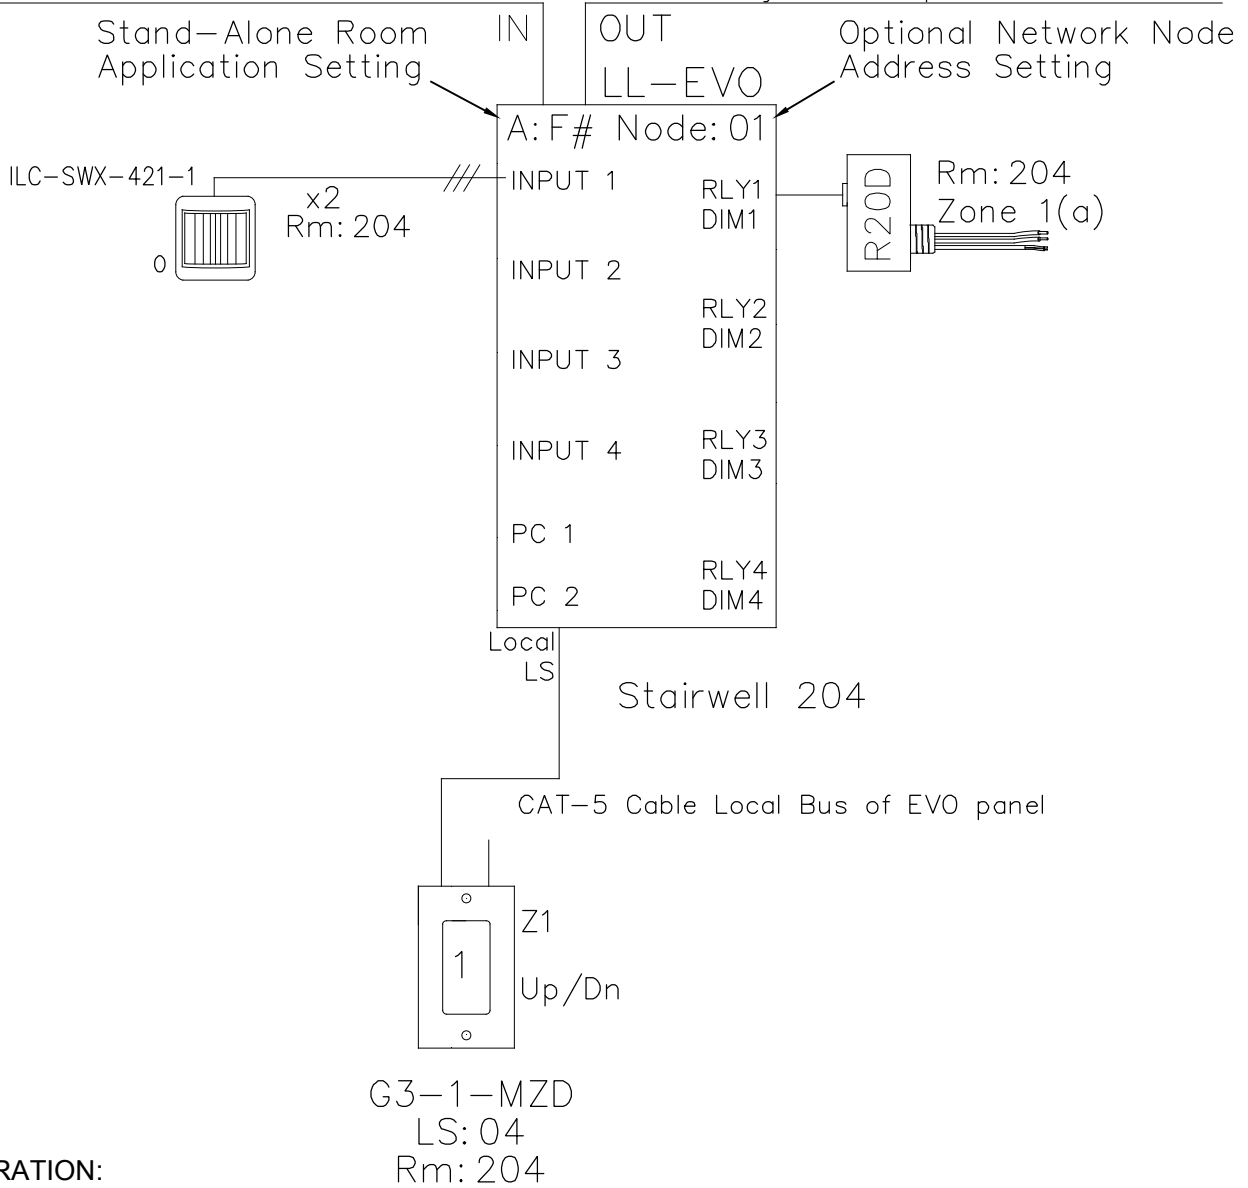 IN
OUT
Stand-Alone Room
Application Setting
Optional Network Node
Address Setting
LL-EVO
A: F# Node: 01
ILC-SWX-421-1
x2
Rm: 204
O
INPUT 1
INPUT 2
INPUT 3
INPUT 4
PC 1
PC 2
RLY1
DIM1
RLY2
DIM2
RLY3
DIM3
RLY4
DIM4
R20D
Rm: 204
Zone 1(a)
Local
LS
Stairwell 204
CAT-5 Cable Local Bus of EVO panel
1
Z1
Up/Dn
G3-1-MZD
LS: 04
Rm: 204
RATION: